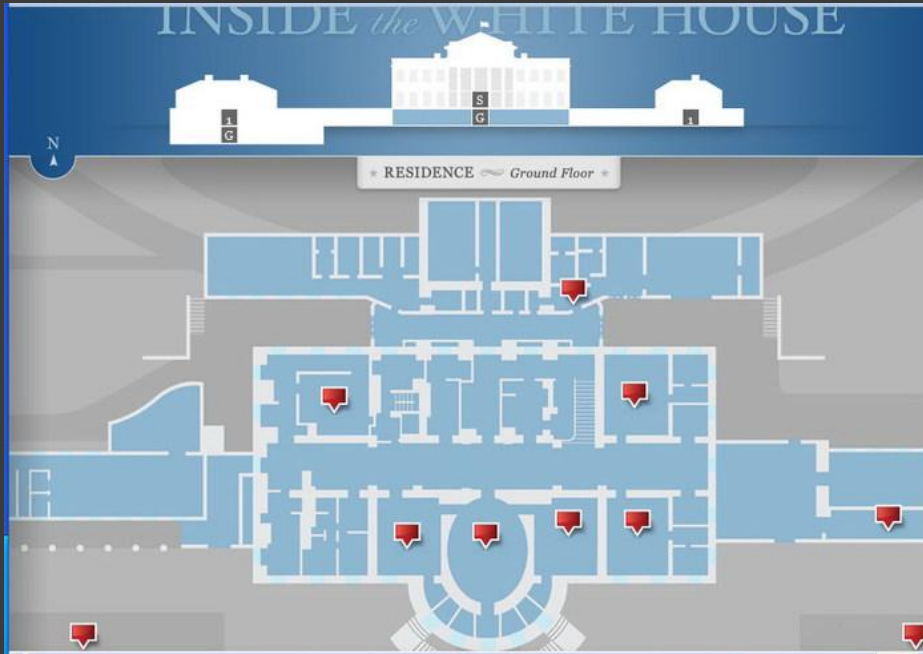 INSIDE the WHITE HOUSE
S
1
G
1
G
N
RESIDENCE Ground Floor